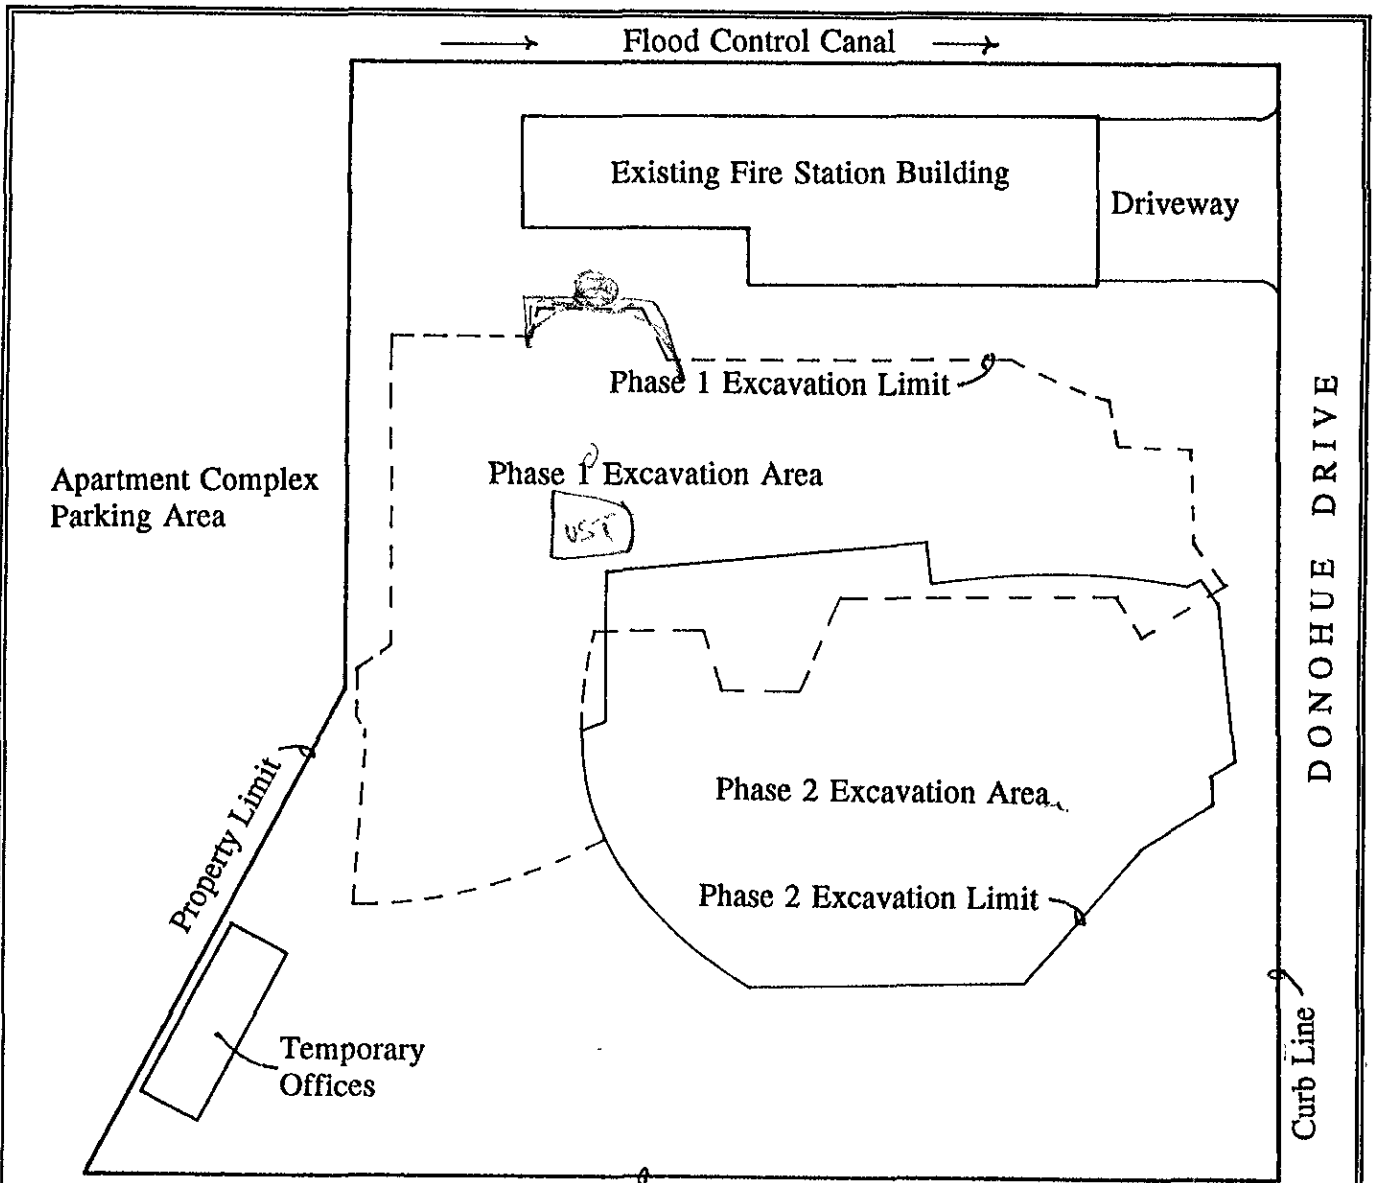 Flood Control Canal
Existing Fire Station Building
Driveway
Phase 1 Excavation Limit
Phase 1 Excavation Area
UST
Apartment Complex
Parking Area
DONOHUE DRIVE
Phase 2 Excavation Area
Property Limit
Phase 2 Excavation Limit
Temporary
Offices
Curb Line